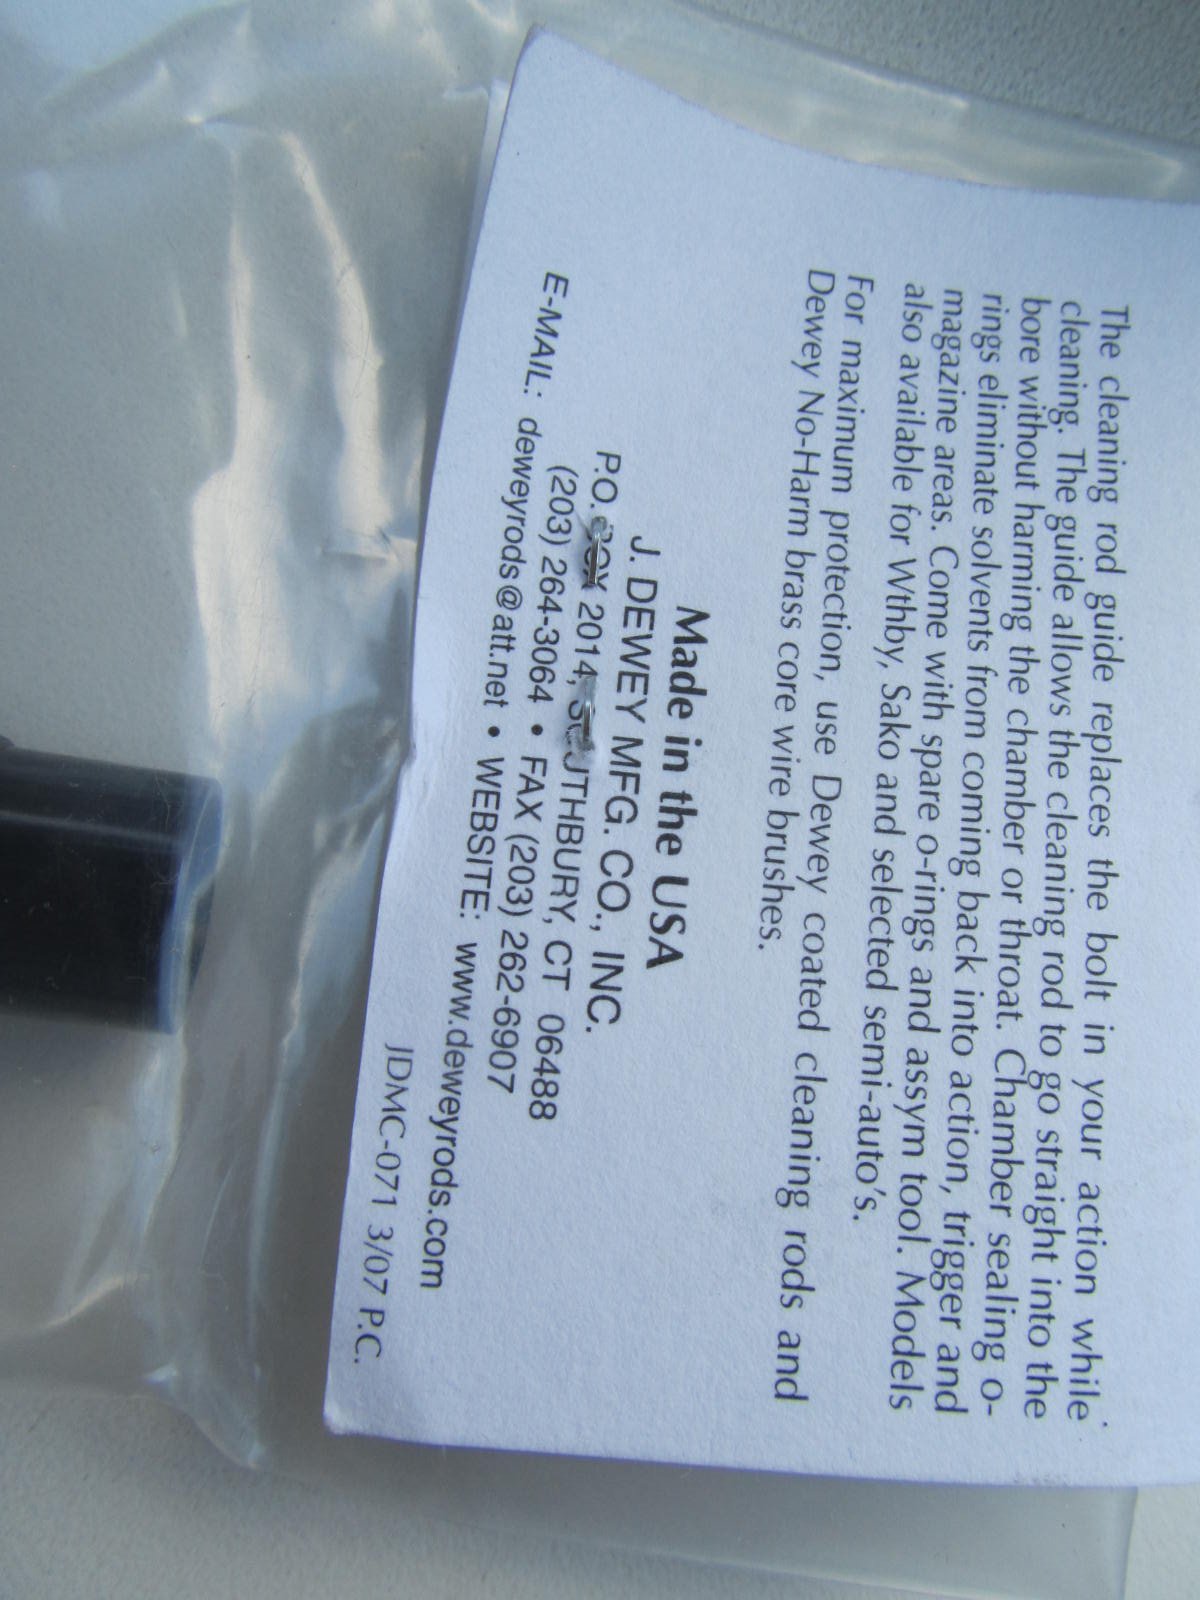 The cleaning rod guide replaces the bolt in your action while
cleaning. The guide allows the cleaning rod to go straight into the
bore without harming the chamber or throat. Chamber sealing o-
rings eliminate solvents from coming back into action, trigger and
magazine areas. Come with spare o-rings and assym tool. Models
also available for Wthby, Sako and selected semi-auto's.
For maximum protection, use Dewey coated cleaning rods and
Dewey No-Harm brass core wire brushes.
Made in the USA
J. DEWEY MFG. CO., INC.
P.O. BOX 2014, SOUTHBURY, CT 06488
(203) 264-3064 • FAX (203) 262-6907
E-MAIL: deweyrods@att.net • WEBSITE: www.deweyrods.com
JDMC-071 3/07 P.C.